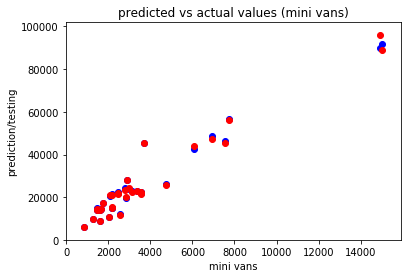 predicted vs actual values (mini vans)
100000
80000
60000
40000
20000
0
prediction/testing
0 2000 4000 6000 8000 10000 12000 14000
mini vans